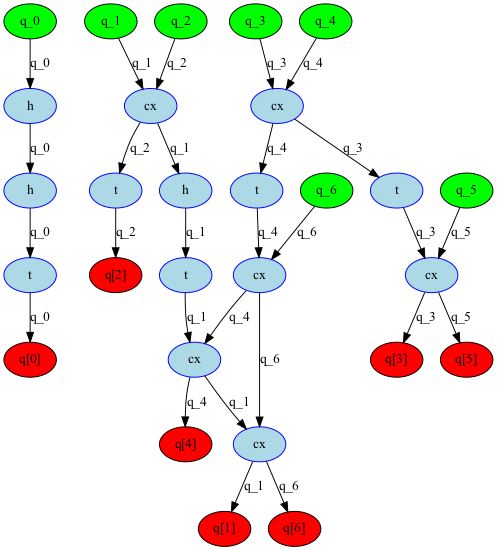 q_0 q_1 q_2 q_3 q_4
q_0 q_1 q_2 q_3 q_4
h cx cx
q_0 q_2 q_1 q_4 q_3
h t h t q_6 t q_5
q_0 q_2 q_1 q_4 q_6 q_3 q_5
t q[2] t cx cx
q_0 q_1 q_4 q_6 q_3 q_5
q[0] cx q[3] q[5]
q_4 q_1
q[4] cx
q_1 q_6
q[1] q[6]